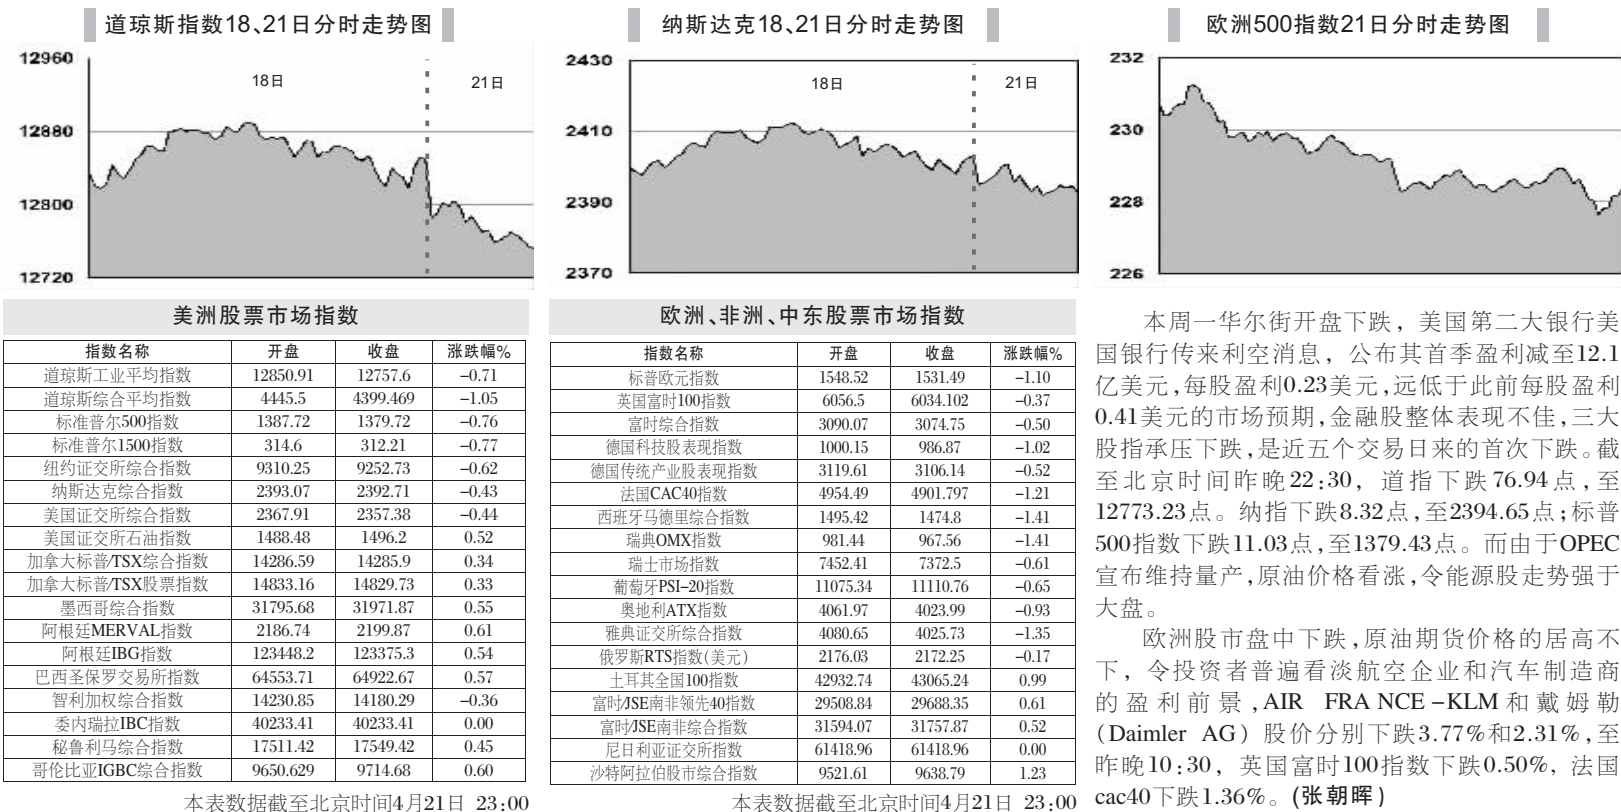 道琼斯指数18、21日分时走势图
12960
12880
12800
12720
18日
21日
纳斯达克18、21日分时走势图
2430
2410
2390
2370
18日
21日
欧洲500指数21日分时走势图
232
230
228
226
美洲股票市场指数
指数名称 开盘 收盘 涨跌幅%
道琼斯工业平均指数 12850.91 12757.6 -0.71
道琼斯综合平均指数 4445.5 4399.469 -1.05
标准普尔500指数 1387.72 1379.72 -0.76
标准普尔1500指数 314.6 312.21 -0.77
纽约证交所综合指数 9310.25 9252.73 -0.62
纳斯达克综合指数 2393.07 2392.71 -0.43
美国证交所综合指数 2367.91 2357.38 -0.44
美国证交所石油指数 1488.48 1496.2 0.52
加拿大标普/TSX综合指数 14286.59 14285.9 0.34
加拿大标普/TSX股票指数 14833.16 14829.73 0.33
墨西哥综合指数 31795.68 31971.87 0.55
阿根廷MERVAL指数 2186.74 2199.87 0.61
阿根廷IBG指数 123448.2 123375.3 0.54
巴西圣保罗交易所指数 64553.71 64922.67 0.57
智利加权综合指数 14230.85 14180.29 -0.36
委内瑞拉IBC指数 40233.41 40233.41 0.00
秘鲁利马综合指数 17511.42 17549.42 0.45
哥伦比亚IGBC综合指数 9650.629 9714.68 0.60
本表数据截至北京时间4月21日 23:00
欧洲、非洲、中东股票市场指数
指数名称 开盘 收盘 涨跌幅%
标普欧元指数 1548.52 1531.49 -1.10
英国富时100指数 6056.5 6034.102 -0.37
富时综合指数 3090.07 3074.75 -0.50
德国科技股表现指数 1000.15 986.87 -1.02
德国传统产业股表现指数 3119.61 3106.14 -0.52
法国CAC40指数 4954.49 4901.797 -1.21
西班牙马德里综合指数 1495.42 1474.8 -1.41
瑞典OMX指数 981.44 967.56 -1.41
瑞士市场指数 7452.41 7372.5 -0.61
葡萄牙PSI-20指数 11075.34 11110.76 -0.65
奥地利ATX指数 4061.97 4023.99 -0.93
雅典证交所综合指数 4080.65 4025.73 -1.35
俄罗斯RTS指数(美元) 2176.03 2172.25 -0.17
土耳其全国100指数 42932.74 43065.24 0.99
富时/JSE南非领先40指数 29508.84 29688.35 0.61
富时/JSE南非综合指数 31594.07 31757.87 0.52
尼日利亚证交所指数 61418.96 61418.96 0.00
沙特阿拉伯股市综合指数 9521.61 9638.79 1.23
本表数据截至北京时间4月21日 23:00
本周一华尔街开盘下跌，美国第二大银行美
国银行传来利空消息，公布其首季盈利减至12.1
亿美元,每股盈利0.23美元,远低于此前每股盈利
0.41美元的市场预期,金融股整体表现不佳,三大
股指承压下跌,是近五个交易日来的首次下跌。截
至北京时间昨晚22:30，道指下跌76.94点,至
12773.23点。纳指下跌8.32点,至2394.65点;标普
500指数下跌11.03点,至1379.43点。而由于OPEC
宣布维持量产,原油价格看涨,令能源股走势强于
大盘。
欧洲股市盘中下跌,原油期货价格的居高不
下，令投资者普遍看淡航空企业和汽车制造商
的盈利前景,AIR FRA NCE-KLM和戴姆勒
(Daimler AG)股价分别下跌3.77%和2.31%,至
昨晚10:30，英国富时100指数下跌0.50%,法国
cac40下跌1.36%。(张朝晖)